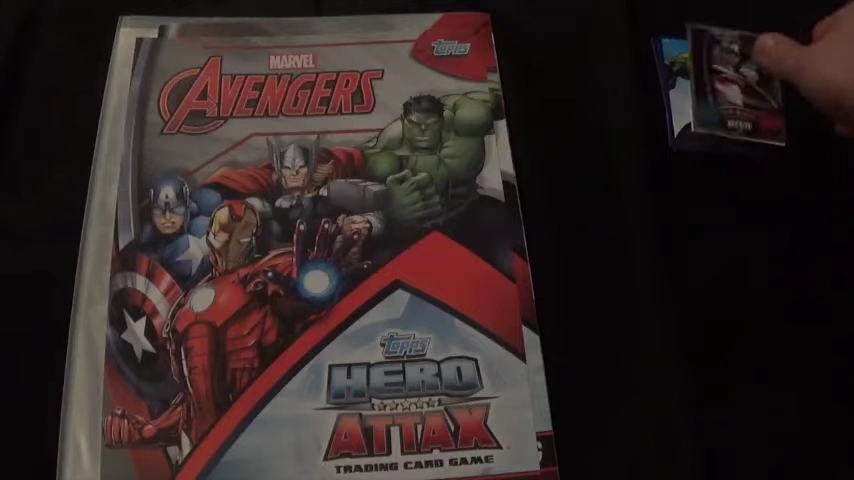 MARVEL
AVENGERS
TOPPS
TOPPS
HERO
ATTAX
TRADING CARD GAME